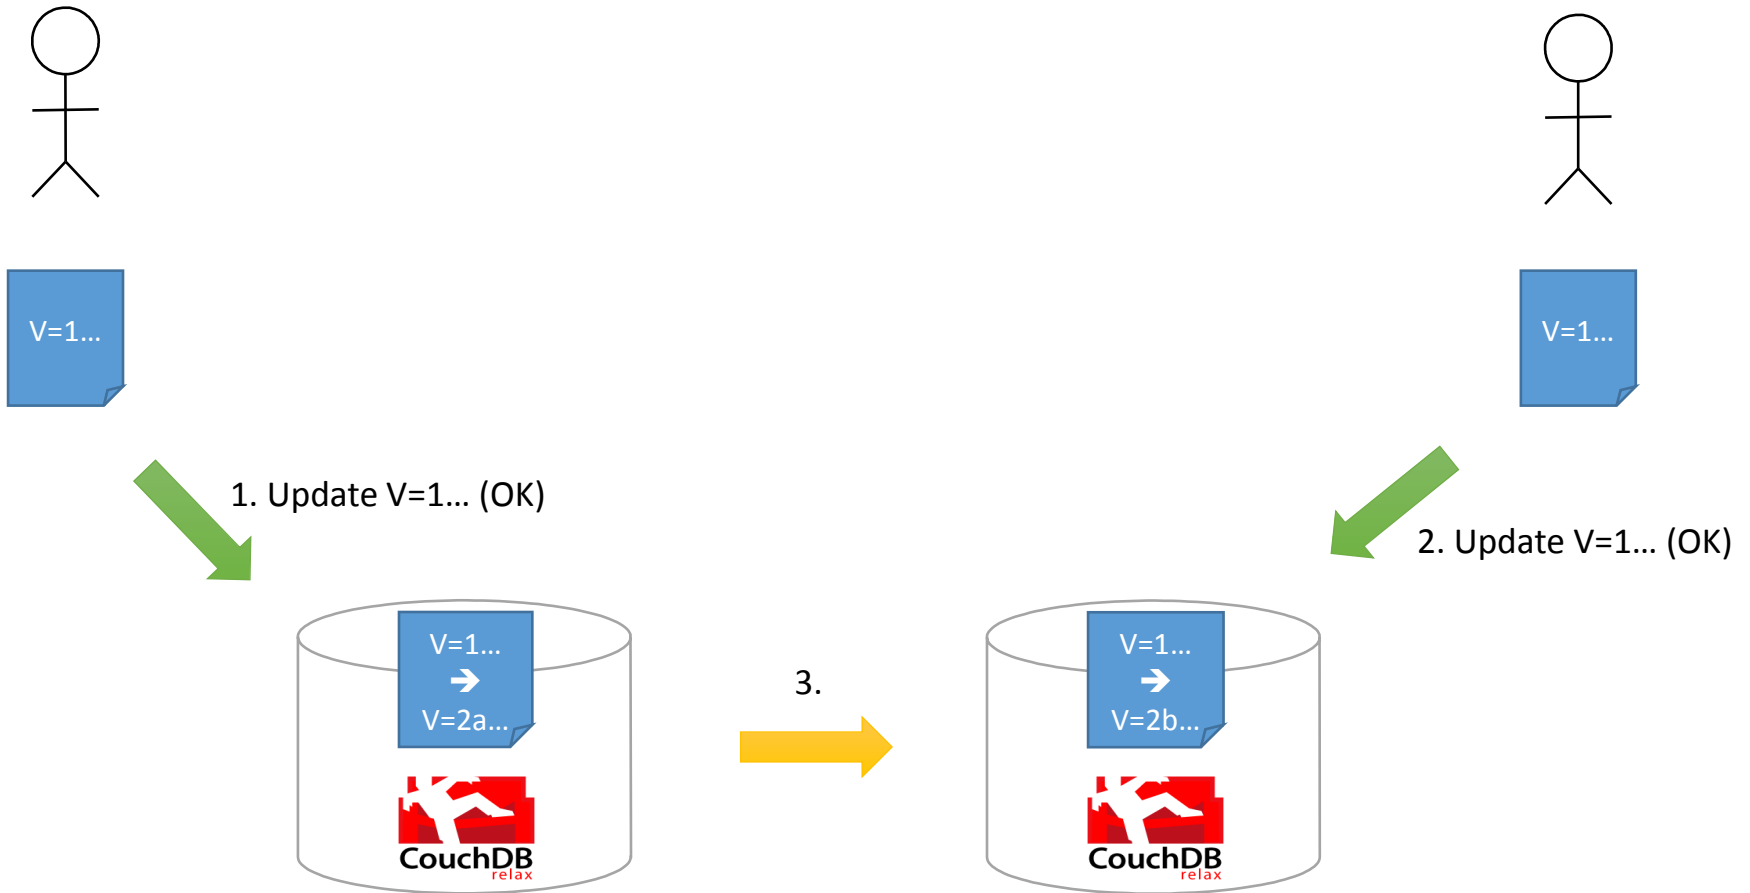 V=1...
V=1...
1. Update V=1... (OK)
2. Update V=1... (OK)
V=1...
➔
V=2a...
3.
V=1...
➔
V=2b...
CouchDB
relax
CouchDB
relax